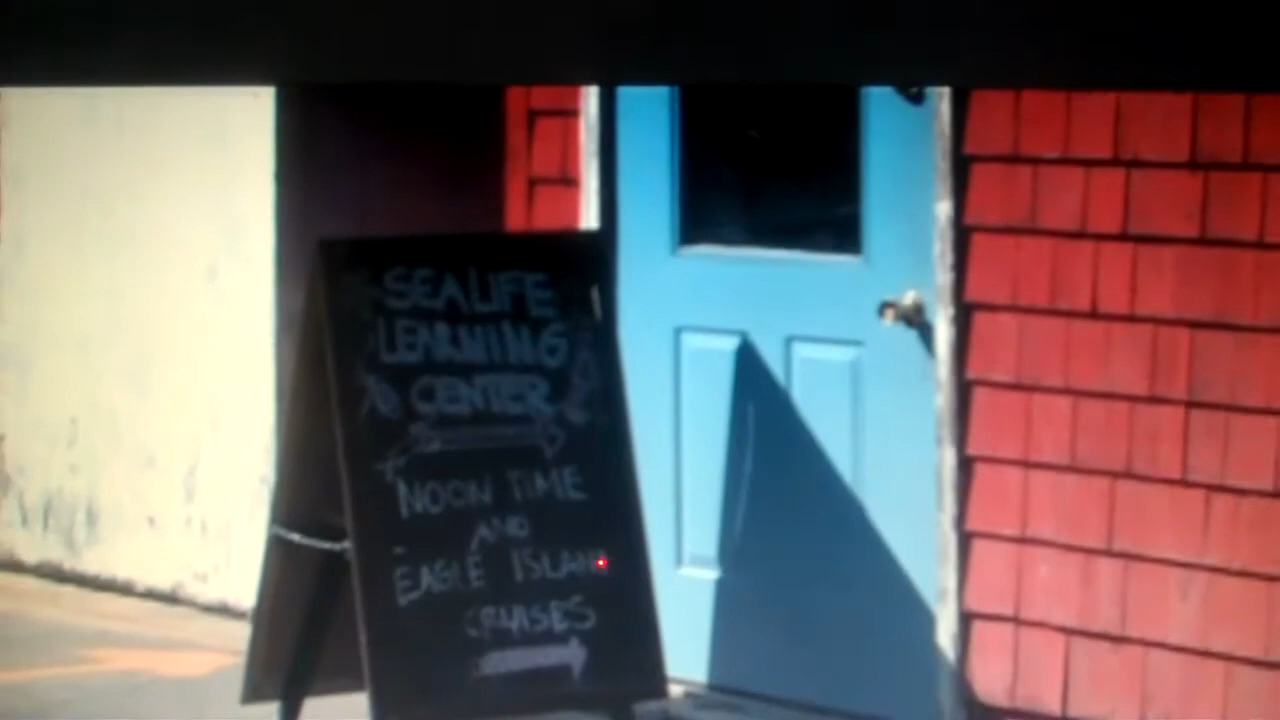 SEALIFE
LEARNING
CENTER
NOON TIME
AND
EAGLE ISLAND
CRUISES